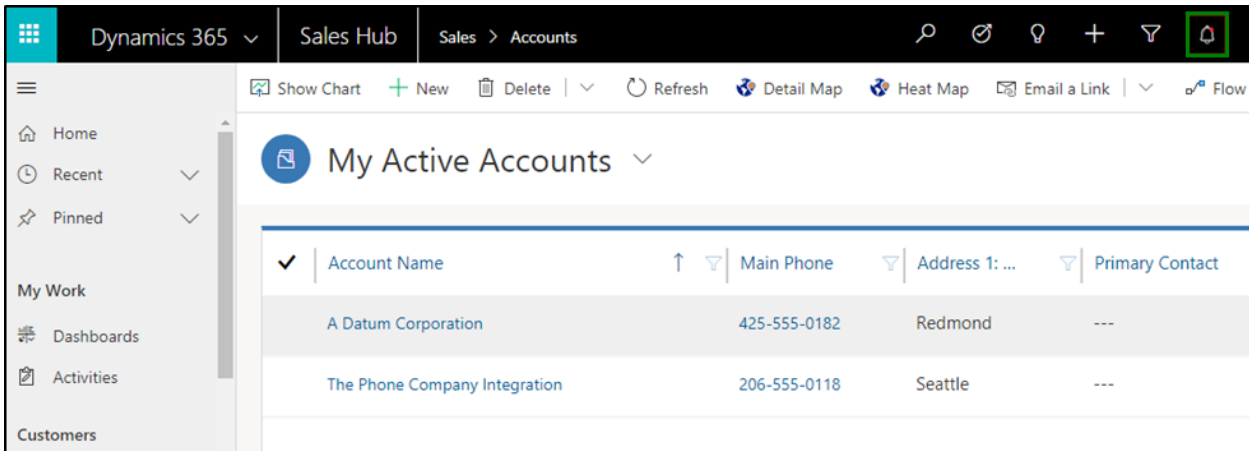 Dynamics 365 Sales Hub Sales > Accounts
Show Chart New Delete Refresh Detail Map Heat Map Email a Link Flow
Home
Recent
Pinned
My Work
Dashboards
Activities
Customers
My Active Accounts
Account Name Main Phone Address 1: ... Primary Contact
A Datum Corporation 425-555-0182 Redmond ---
The Phone Company Integration 206-555-0118 Seattle ---